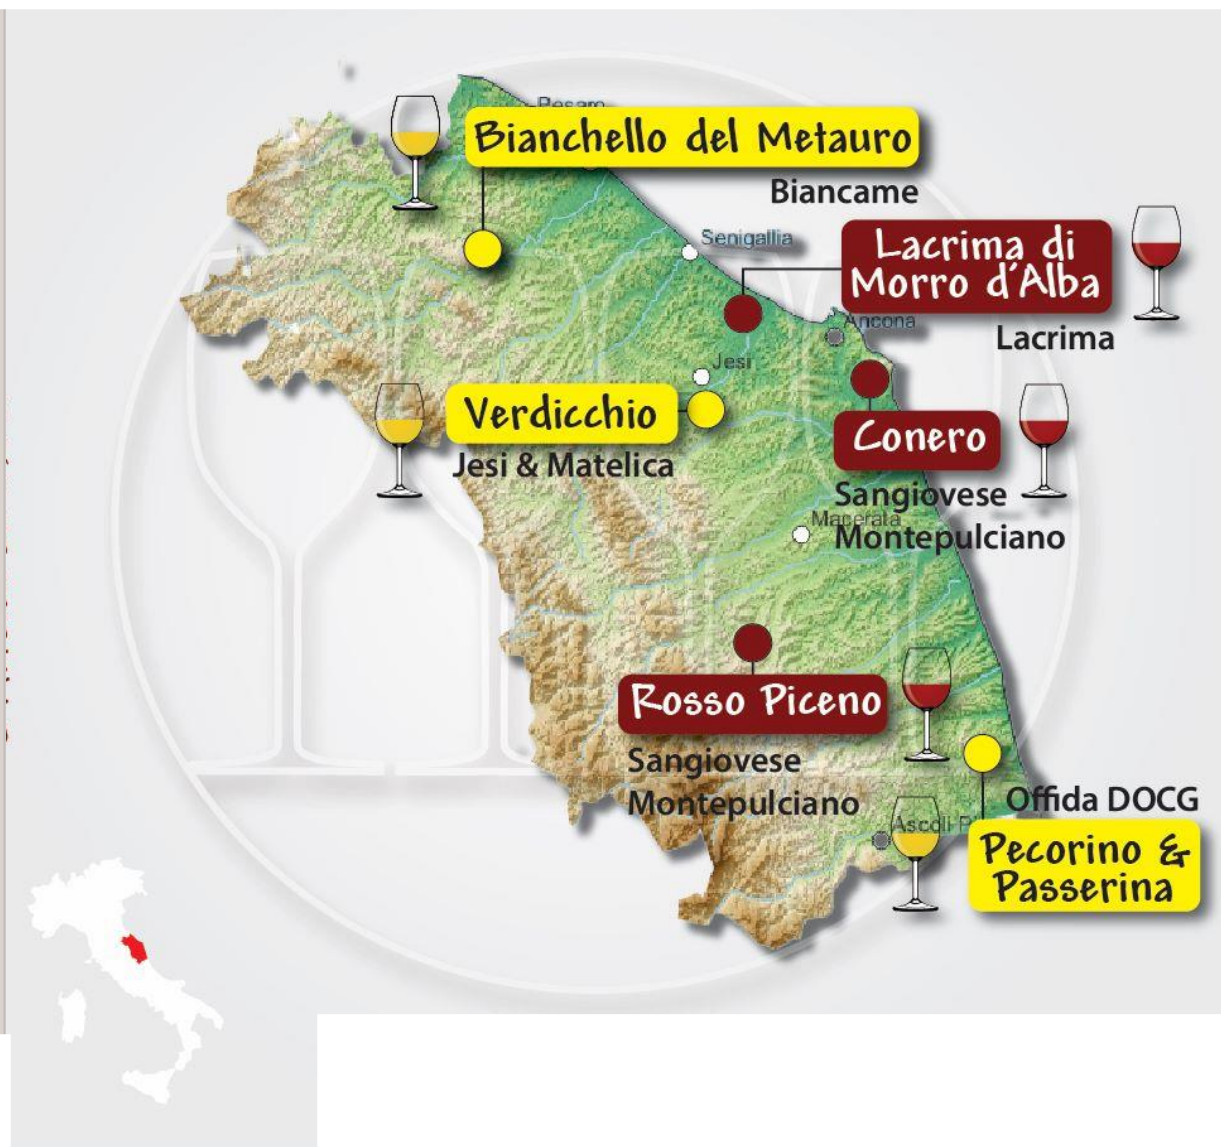 Pesaro
Bianchello del Metauro
Biancame
Senigallia
Lacrima di
Morro d'Alba
Ancona
Lacrima
Jesi
Verdicchio
Jesi & Matelica
Conero
Sangiovese
Macerata
Montepulciano
Rosso Piceno
Sangiovese
Montepulciano
Offida DOCG
Ascoli P
Pecorino &
Passerina